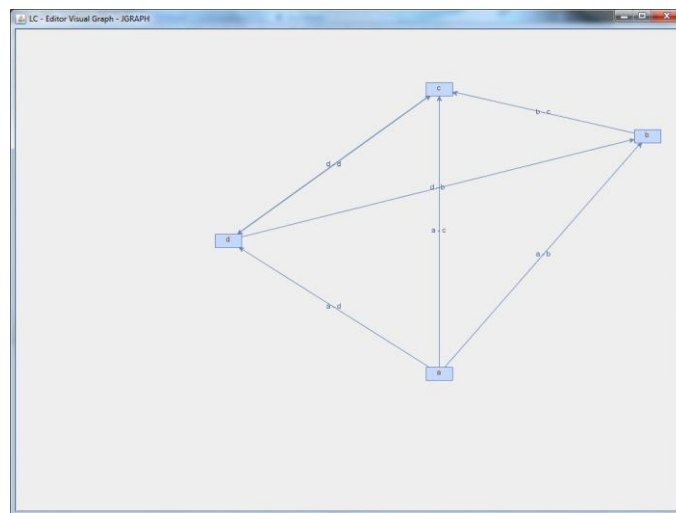 LC - Editor Visual Graph - JGRAPH
c
b - c
b
d - d
d - b
a - c
d
a - b
a - d
a